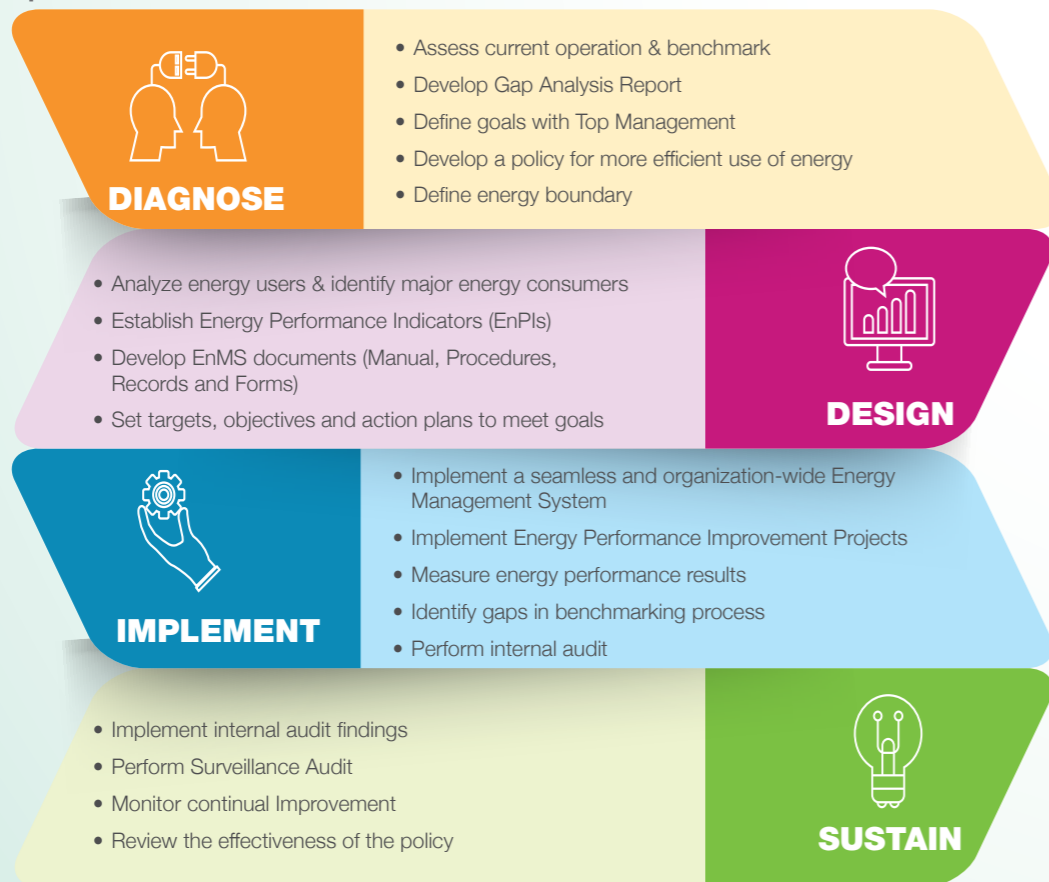 DIAGNOSE
• Assess current operation & benchmark
• Develop Gap Analysis Report
• Define goals with Top Management
• Develop a policy for more efficient use of energy
• Define energy boundary
• Analyze energy users & identify major energy consumers
• Establish Energy Performance Indicators (EnPIs)
• Develop EnMS documents (Manual, Procedures,
Records and Forms)
• Set targets, objectives and action plans to meet goals
DESIGN
IMPLEMENT
• Implement a seamless and organization-wide Energy
Management System
• Implement Energy Performance Improvement Projects
• Measure energy performance results
• Identify gaps in benchmarking process
• Perform internal audit
• Implement internal audit findings
• Perform Surveillance Audit
• Monitor continual Improvement
• Review the effectiveness of the policy
SUSTAIN